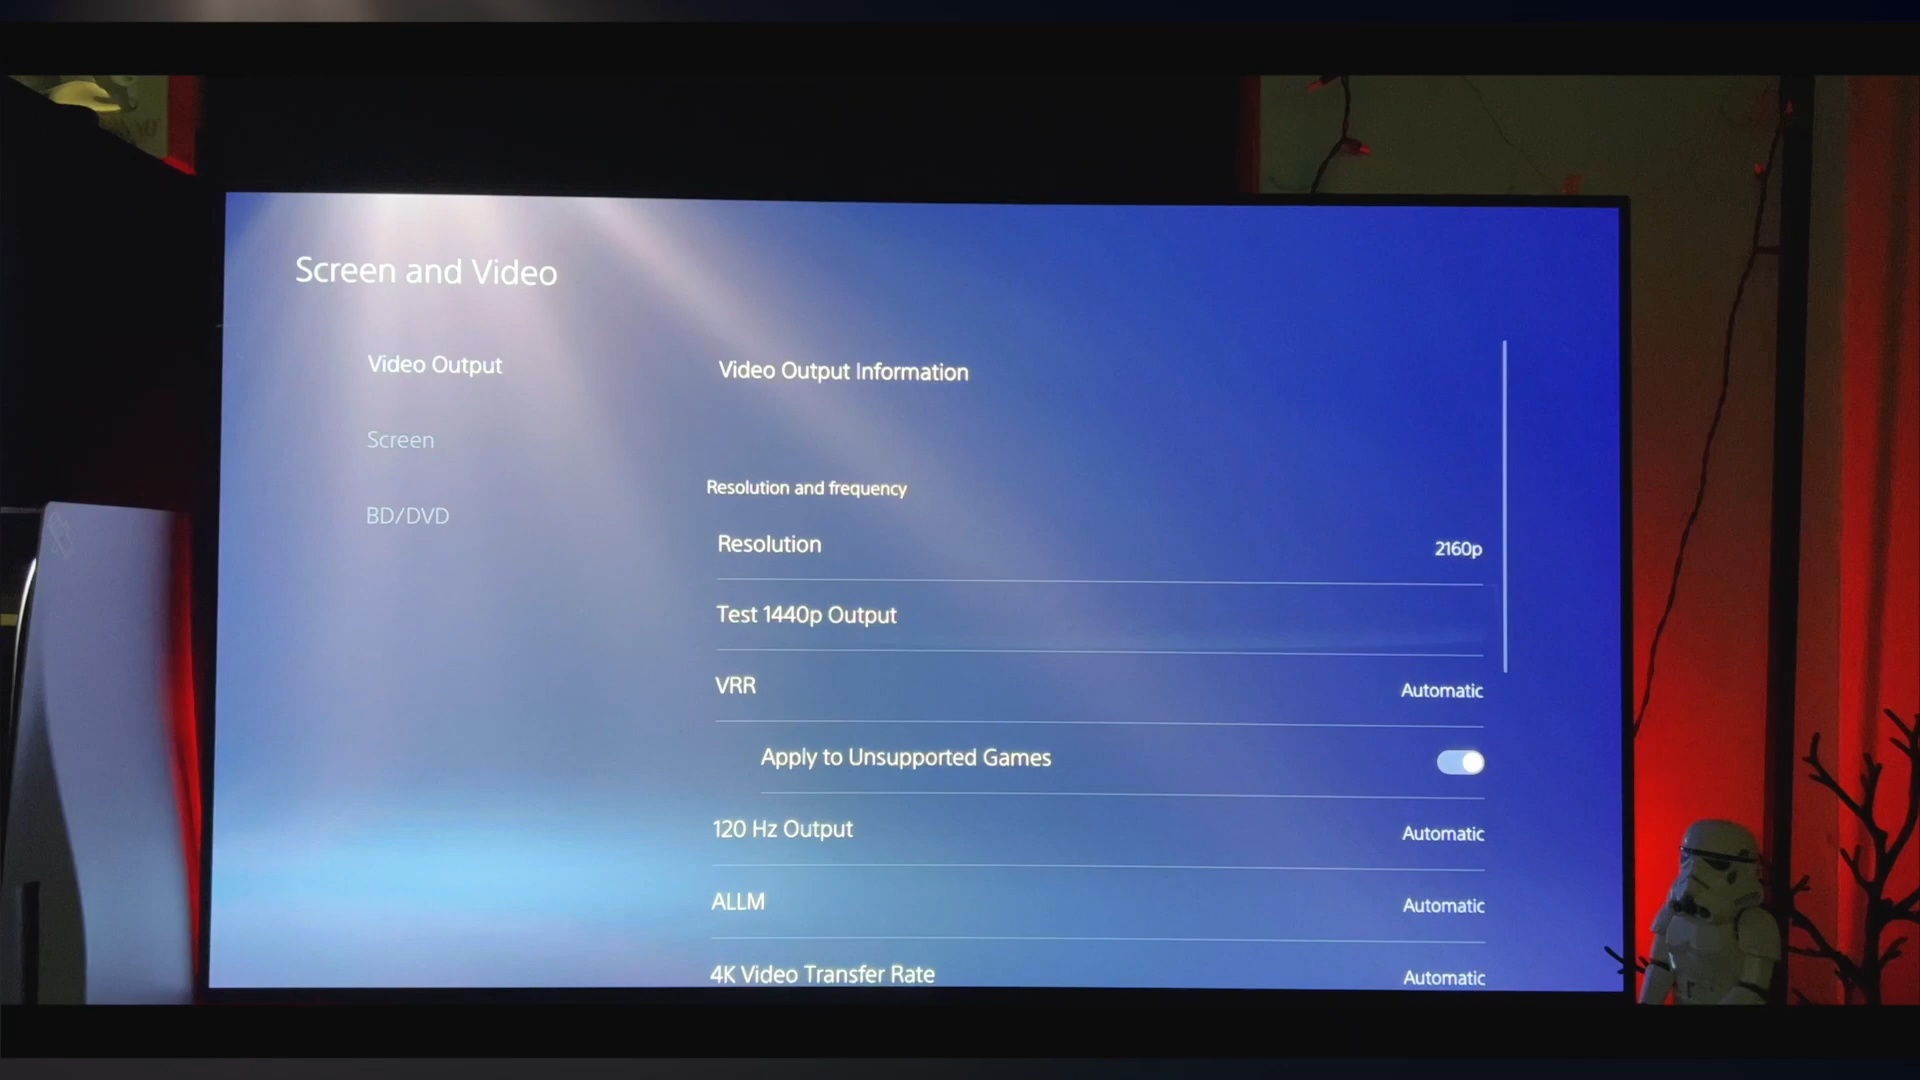 Screen and Video
Video Output
Screen
BD/DVD
Video Output Information
Resolution and frequency
Resolution 2160p
Test 1440p Output
VRR Automatic
Apply to Unsupported Games
120 Hz Output Automatic
ALLM Automatic
4K Video Transfer Rate Automatic